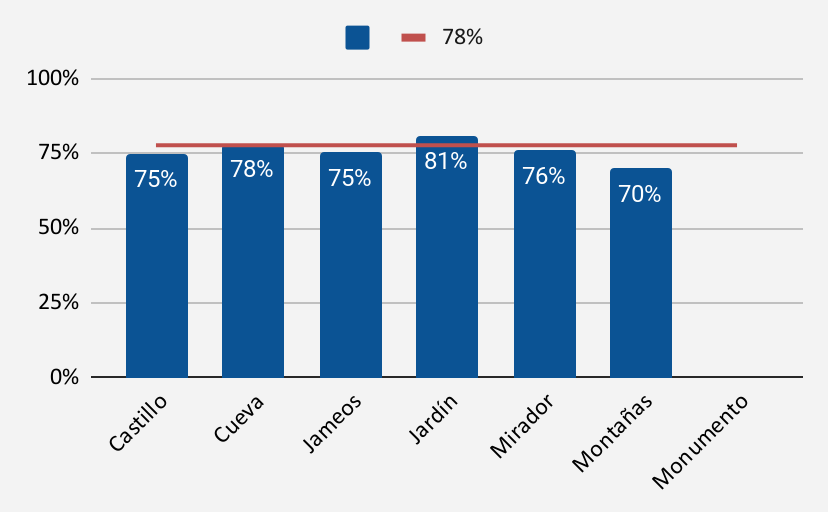 78%
100%
75%
50%
25%
0%
75%
78%
75%
81%
76%
70%
Castillo
Cueva
Jameos
Jardín
Mirador
Montañas
Monumento